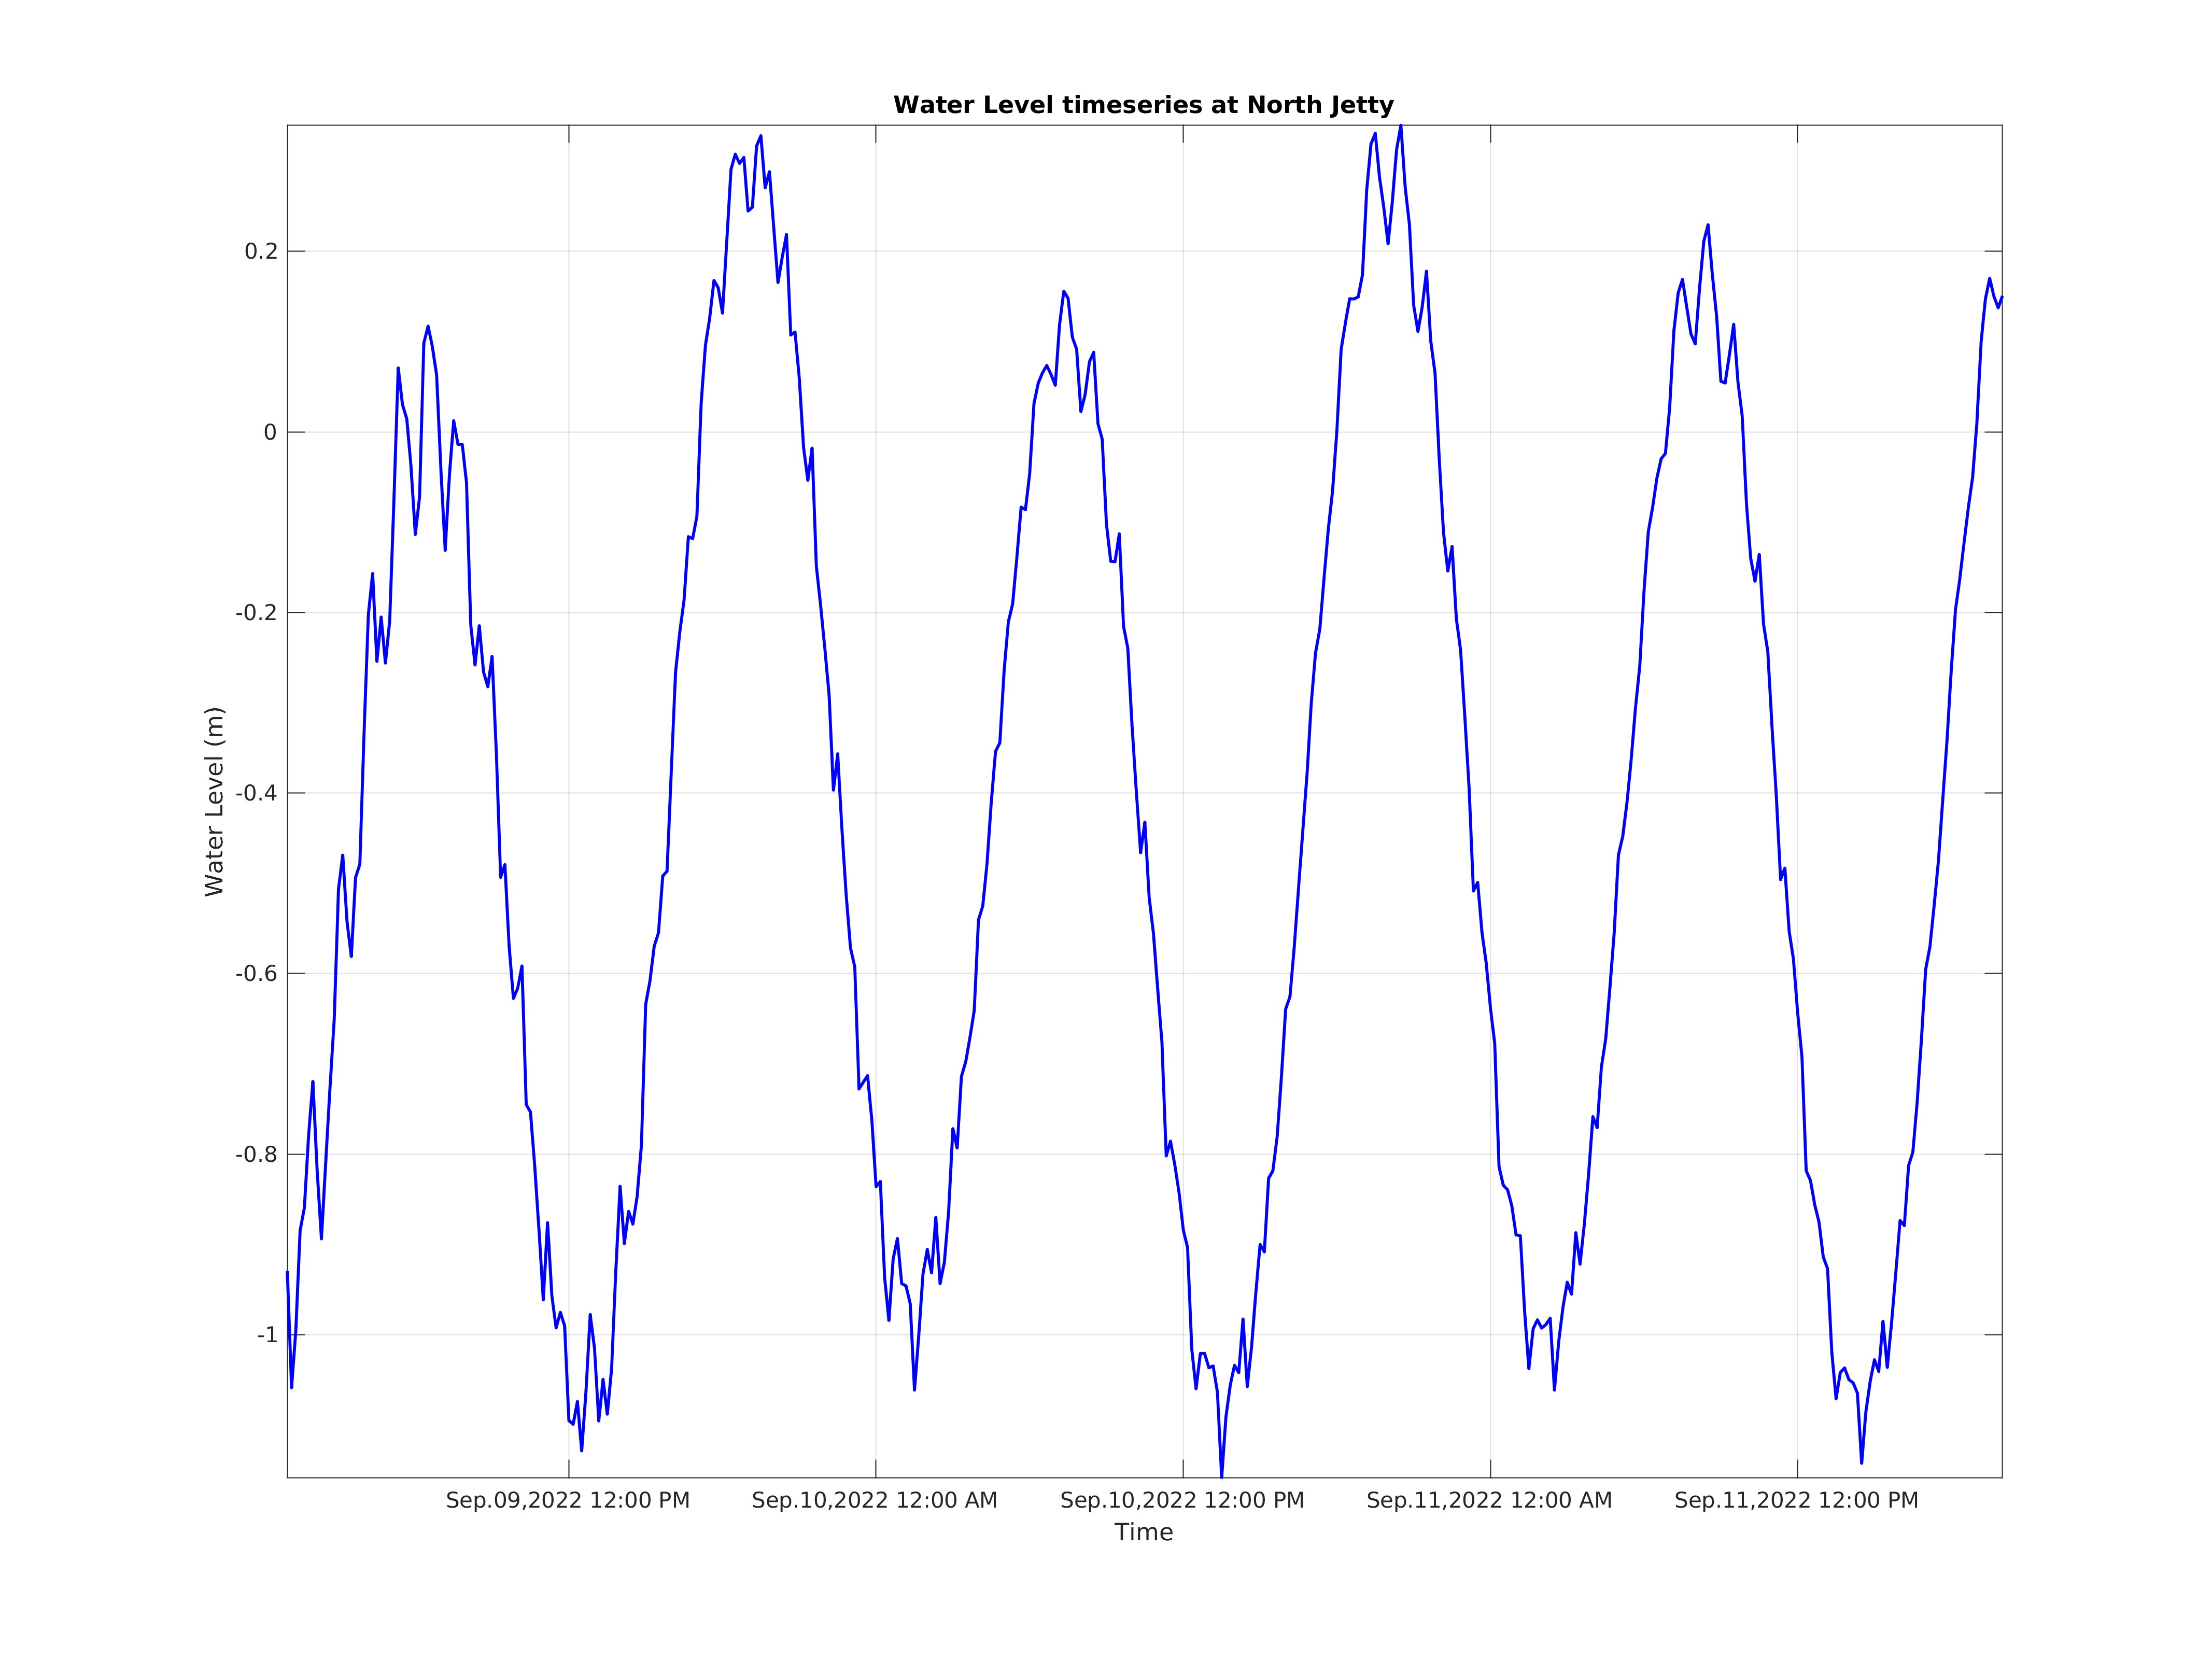 Water Level timeseries at North Jetty
0.2
0
-0.2
-0.4
-0.6
-0.8
-1
Water Level (m)
Sep.09,2022 12:00 PM
Sep.10,2022 12:00 AM
Sep.10,2022 12:00 PM
Sep.11,2022 12:00 AM
Sep.11,2022 12:00 PM
Time